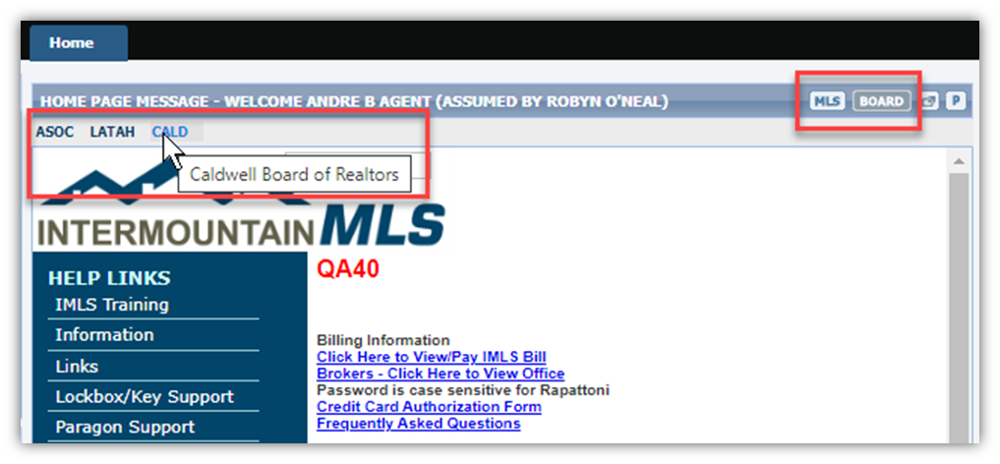 Home
HOME PAGE MESSAGE - WELCOME ANDRE B AGENT (ASSUMED BY ROBYN O'NEAL)
MLS BOARD P
ASOC LATAH CALD
Caldwell Board of Realtors
INTERMOUNTAIN MLS
HELP LINKS
IMLS Training
Information
Links
Lockbox/Key Support
Paragon Support
QA40
Billing Information
Click Here to View/Pay IMLS Bill
Brokers - Click Here to View Office
Password is case sensitive for Rapattoni
Credit Card Authorization Form
Frequently Asked Questions